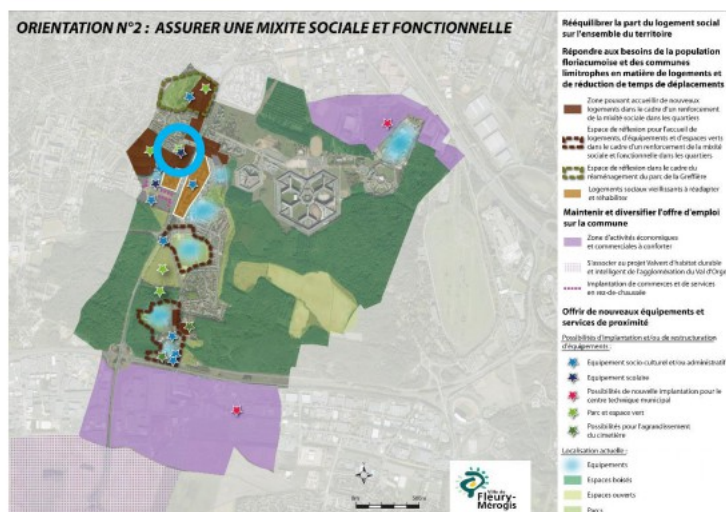 ORIENTATION N°2 : ASSURER UNE MIXITE SOCIALE ET FONCTIONNELLE
Rééquilibrer la part du logement social
sur l'ensemble du territoire
Répondre aux besoins de la population
floriacumoise et des communes
limitrophes en matière de logements et
de réduction de temps de déplacements
Zone pouvant accueillir de nouveaux
logements dans le cadre d'un renforcement
de la mixité sociale dans les quartiers
Espace de réflexion pour l'accueil de
logements, d'équipements et d'espaces verts
dans le cadre d'un renforcement de la mixité
sociale et fonctionnelle dans les quartiers
Espace de réflexion dans le cadre du
réaménagement du parc de la Greffière
Logements sociaux vieillissants à réadapter
et réhabiliter
Maintenir et diversifier l'offre d'emploi
sur la commune
Zone d'activités économiques
et commerciales à conforter
S'associer au projet Valvert d'habitat durable
et intelligent de l'agglomération du Val d'Orge
Implantation de commerces et de services
en rez-de-chaussée
Offrir de nouveaux équipements et
services de proximité
Possibilités d'implantation et/ou de restructuration
d'équipements :
Equipement socio-culturel et/ou administratif
Equipement scolaire
Possibilités de nouvelle implantation pour le
centre technique municipal
Parc et espace vert
Possibilités pour l'agrandissement
du cimetière
Localisation actuelle :
Equipements
Espaces boisés
Espaces ouverts
Parcs
Ville de
Fleury-
Mérogis
0m
500 m